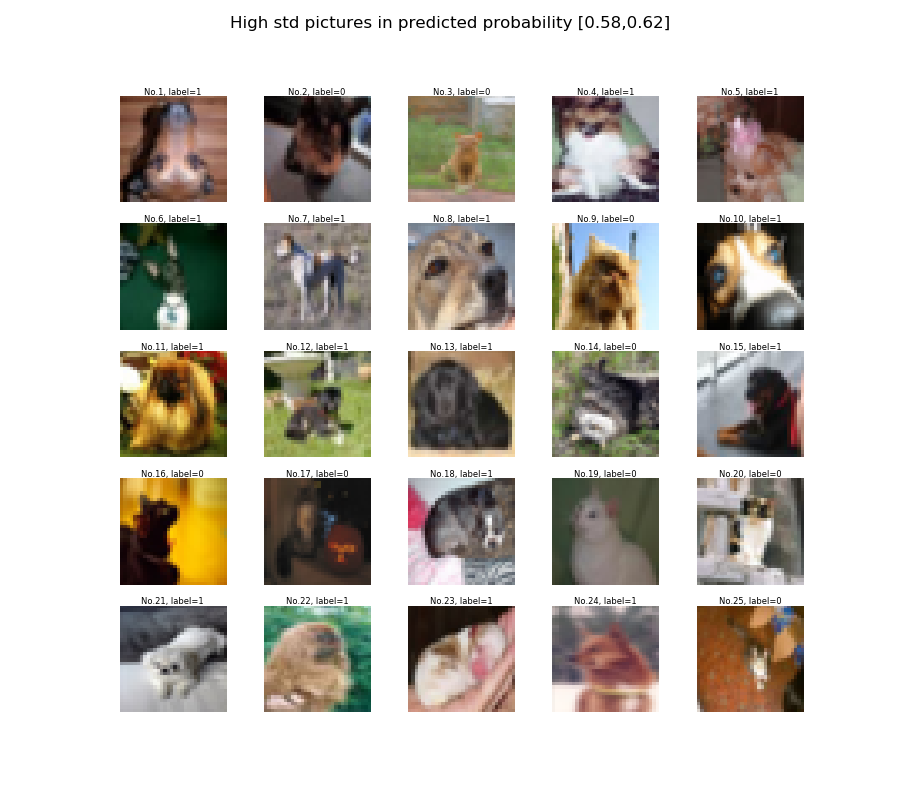 High std pictures in predicted probability [0.58,0.62]
No.1, label=1
No.2, label=0
No.3, label=0
No.4, label=1
No.5, label=1
No.6, label=1
No.7, label=1
No.8, label=1
No.9, label=0
No.10, label=1
No.11, label=1
No.12, label=1
No.13, label=1
No.14, label=0
No.15, label=1
No.16, label=0
No.17, label=0
No.18, label=1
No.19, label=0
No.20, label=0
No.21, label=1
No.22, label=1
No.23, label=1
No.24, label=1
No.25, label=0